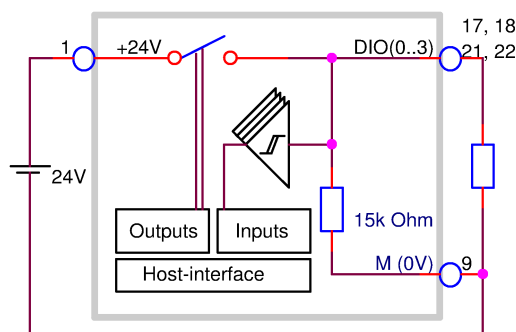 17, 18
1 +24V DIO(0..3) 21, 22
24V
Outputs Inputs 15k Ohm
Host-interface M (0V) 9